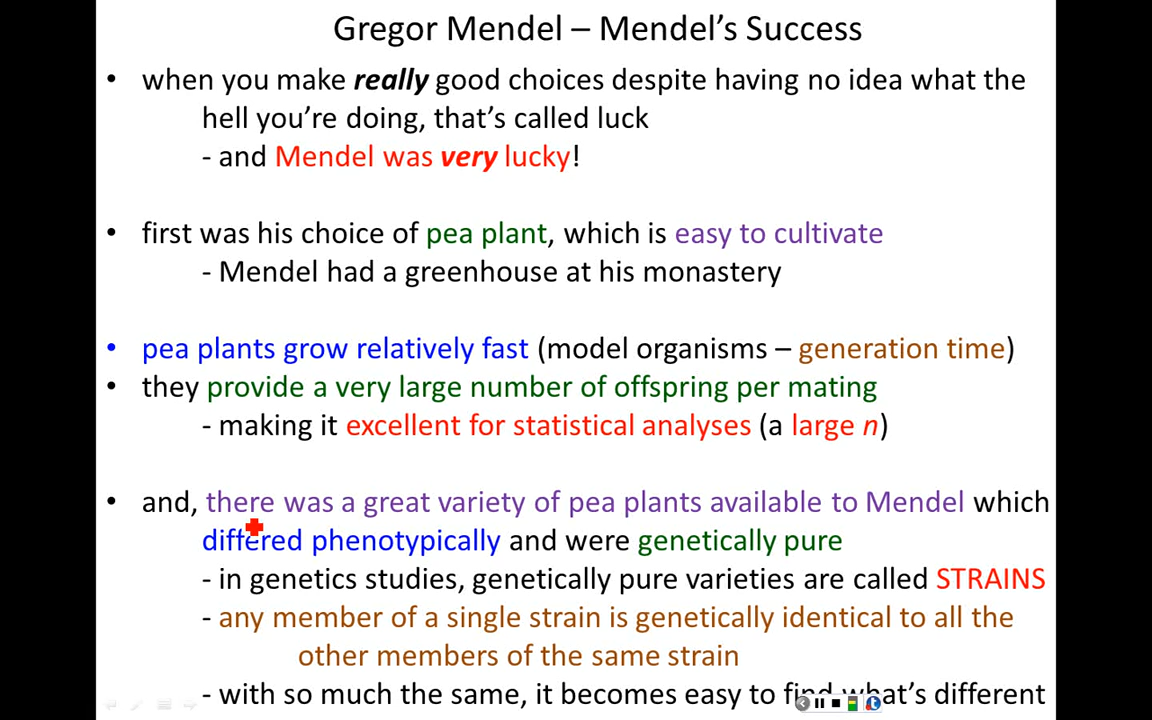 Gregor Mendel – Mendel's Success
• when you make really good choices despite having no idea what the
hell you're doing, that's called luck
- and Mendel was very lucky!
• first was his choice of pea plant, which is easy to cultivate
- Mendel had a greenhouse at his monastery
• pea plants grow relatively fast (model organisms – generation time)
• they provide a very large number of offspring per mating
- making it excellent for statistical analyses (a large n)
• and, there was a great variety of pea plants available to Mendel which
differed phenotypically and were genetically pure
- in genetics studies, genetically pure varieties are called STRAINS
- any member of a single strain is genetically identical to all the
other members of the same strain
- with so much the same, it becomes easy to find what's different